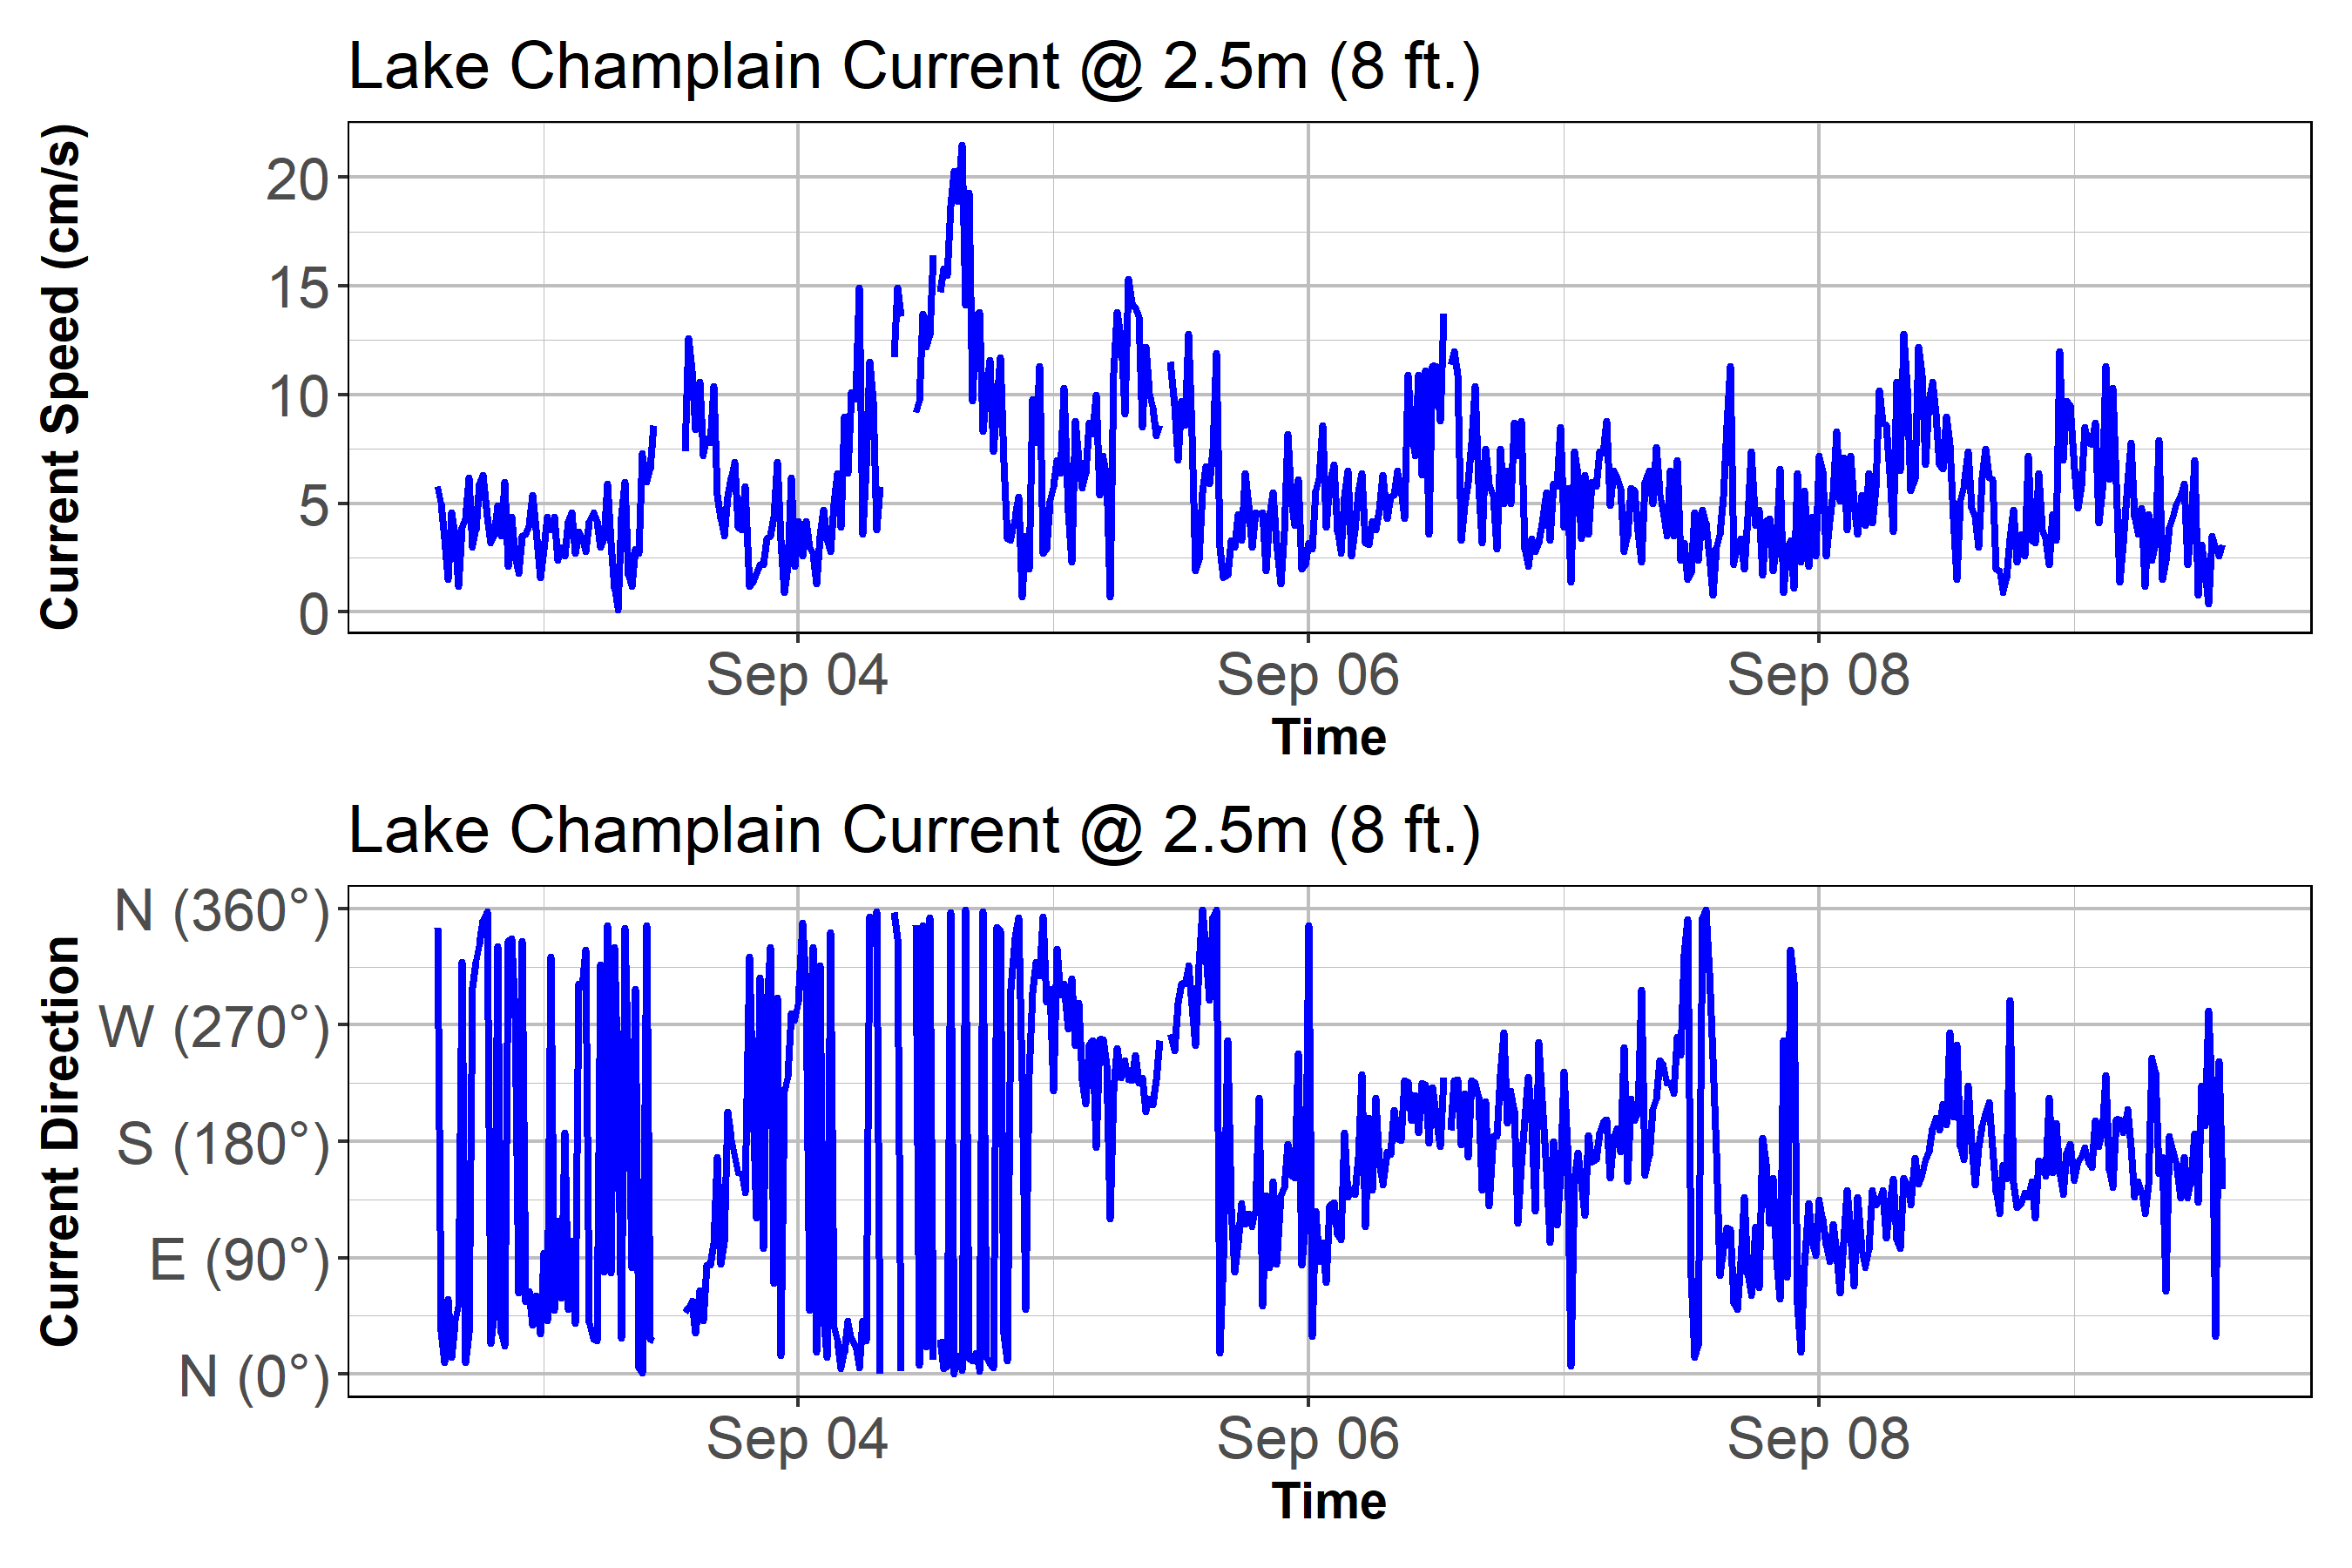 Lake Champlain Current @ 2.5m (8 ft.)
Current Speed (cm/s)
20
15
10
5
0
Sep 04 Sep 06 Sep 08
Time
Lake Champlain Current @ 2.5m (8 ft.)
Current Direction
N (360°)
W (270°)
S (180°)
E (90°)
N (0°)
Sep 04 Sep 06 Sep 08
Time